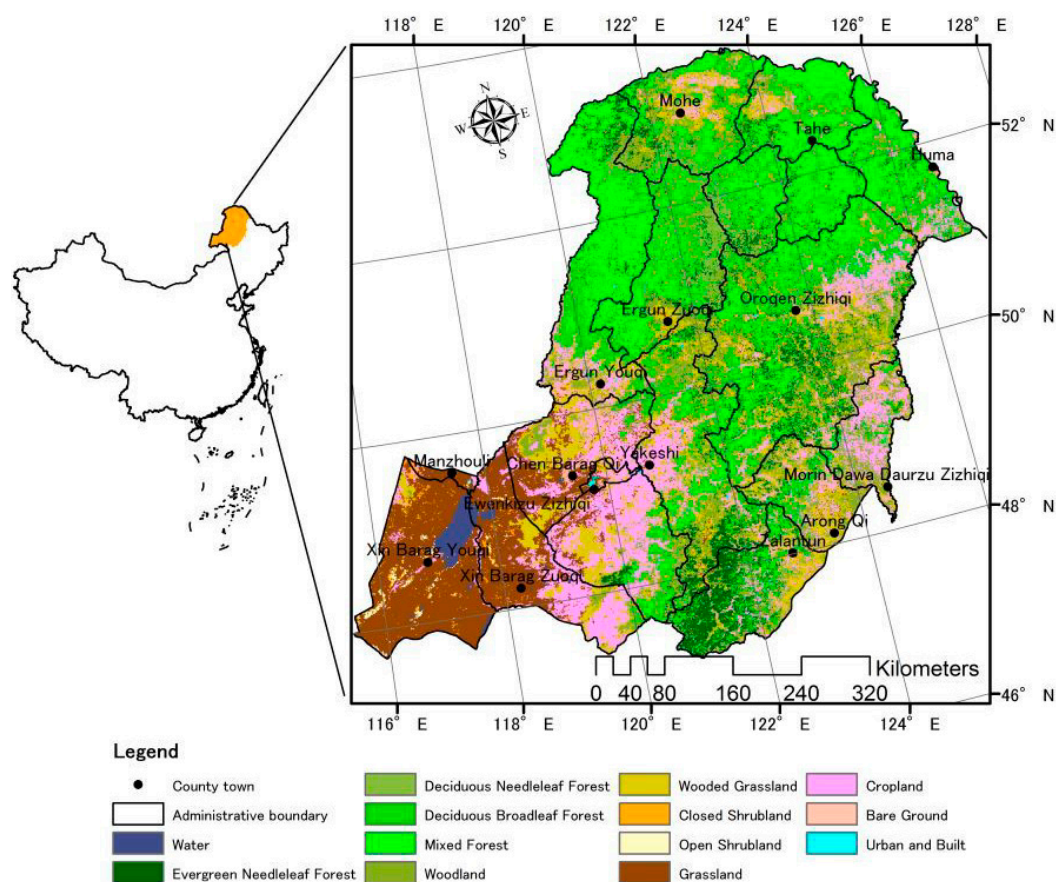 118° E 120° E 122° E 124° E 126° E 128° E
N
W E
S
52° N
50° N
48° N
46° N
Mohe
Tahe
Huma
Oroqen Zizhiqi
Ergun Zuoqi
Ergun Youqi
Manzhouli
Chen Barag Qi
Yakeshi
Morin Dawa Daurzu Zizhiqi
Ewunkizu Zizhiqi
Arong Qi
Zalantun
Xin Barag Youqi
Xin Barag Zuoqi
Kilometers
0 40 80 160 240 320
116° E 118° E 120° E 122° E 124° E
Legend
County town
Administrative boundary
Water
Evergreen Needleleaf Forest
Deciduous Needleleaf Forest
Deciduous Broadleaf Forest
Mixed Forest
Woodland
Wooded Grassland
Closed Shrubland
Open Shrubland
Grassland
Cropland
Bare Ground
Urban and Built